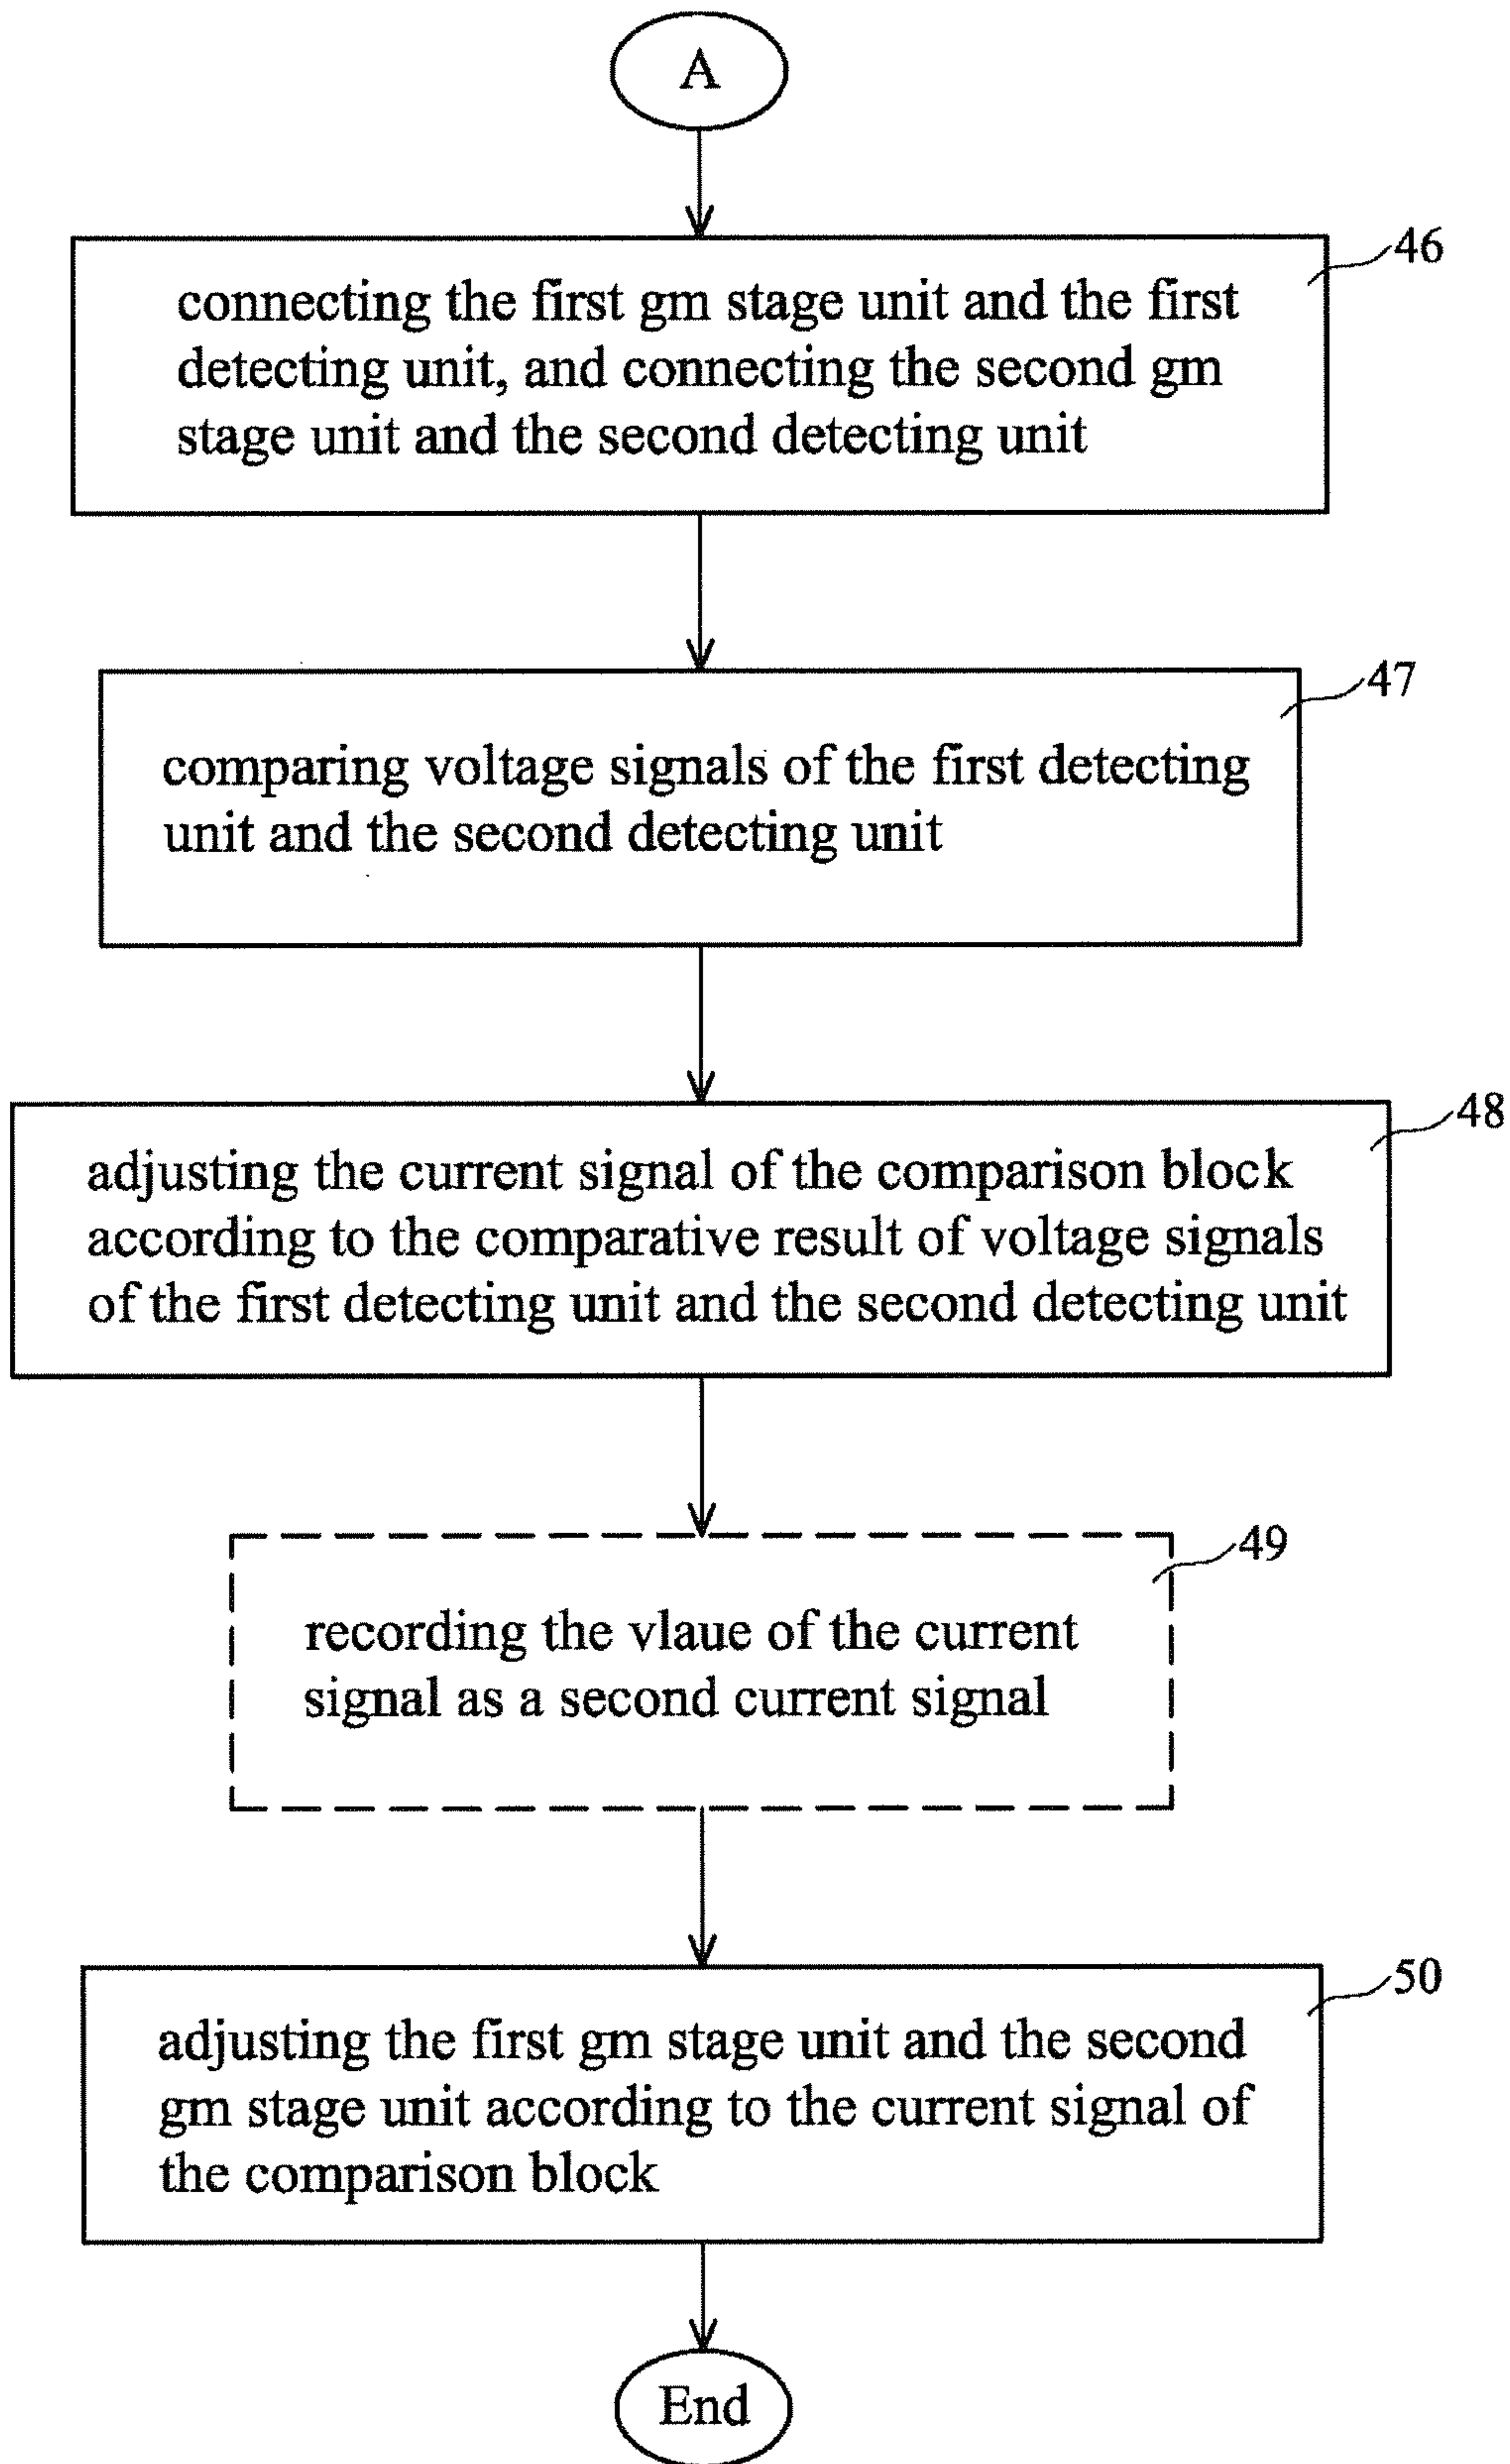 A
46
connecting the first gm stage unit and the first
detecting unit, and connecting the second gm
stage unit and the second detecting unit
47
comparing voltage signals of the first detecting
unit and the second detecting unit
48
adjusting the current signal of the comparison block
according to the comparative result of voltage signals
of the first detecting unit and the second detecting unit
49
recording the vlaue of the current
signal as a second current signal
50
adjusting the first gm stage unit and the second
gm stage unit according to the current signal of
the comparison block
End